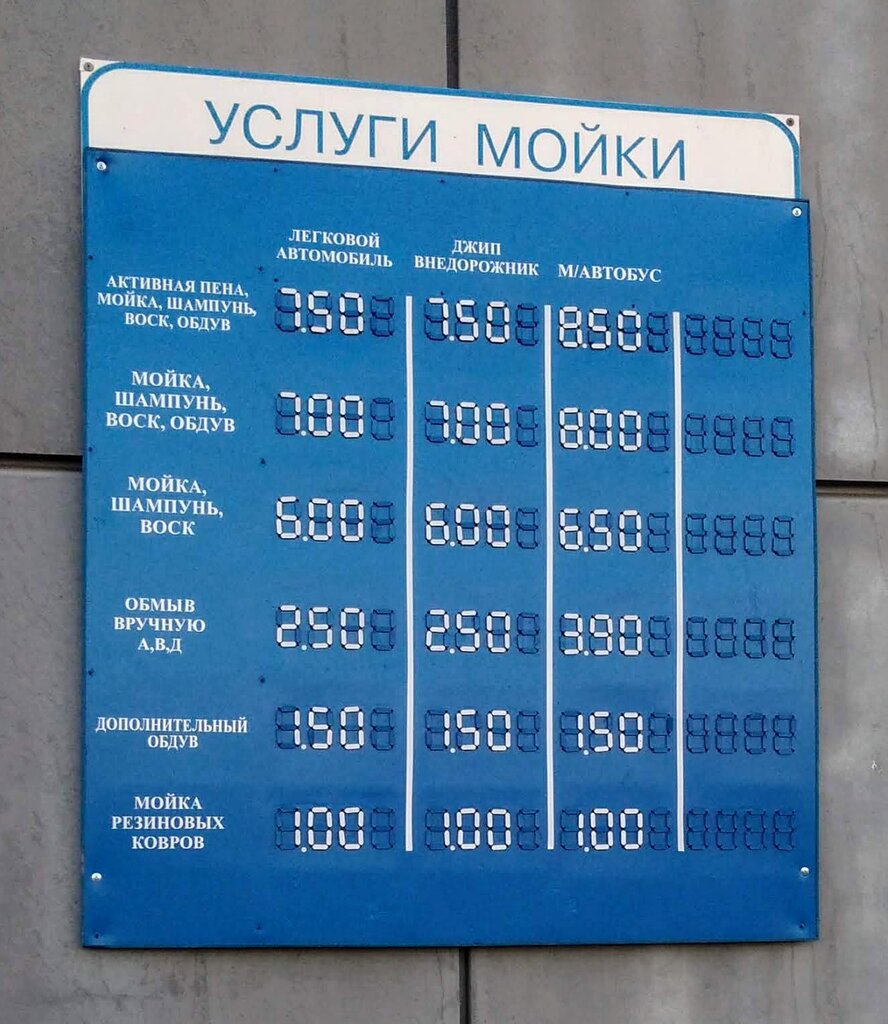 УСЛУГИ МОЙКИ
ЛЕГКОВОЙ
АВТОМОБИЛЬ
ДЖИП
ВНЕДОРОЖНИК
М/АВТОБУС
АКТИВНАЯ ПЕНА,
МОЙКА, ШАМПУНЬ,
ВОСК, ОБДУВ
7.50 7.50 8.50
МОЙКА,
ШАМПУНЬ,
ВОСК, ОБДУВ
7.00 7.00 8.00
МОЙКА,
ШАМПУНЬ,
ВОСК
6.00 6.00 6.50
ОБМЫВ
ВРУЧНУЮ
А,В,Д
2.50 2.50 3.90
ДОПОЛНИТЕЛЬНЫЙ
ОБДУВ
1.50 1.50 1.50
МОЙКА
РЕЗИНОВЫХ
КОВРОВ
1.00 1.00 1.00